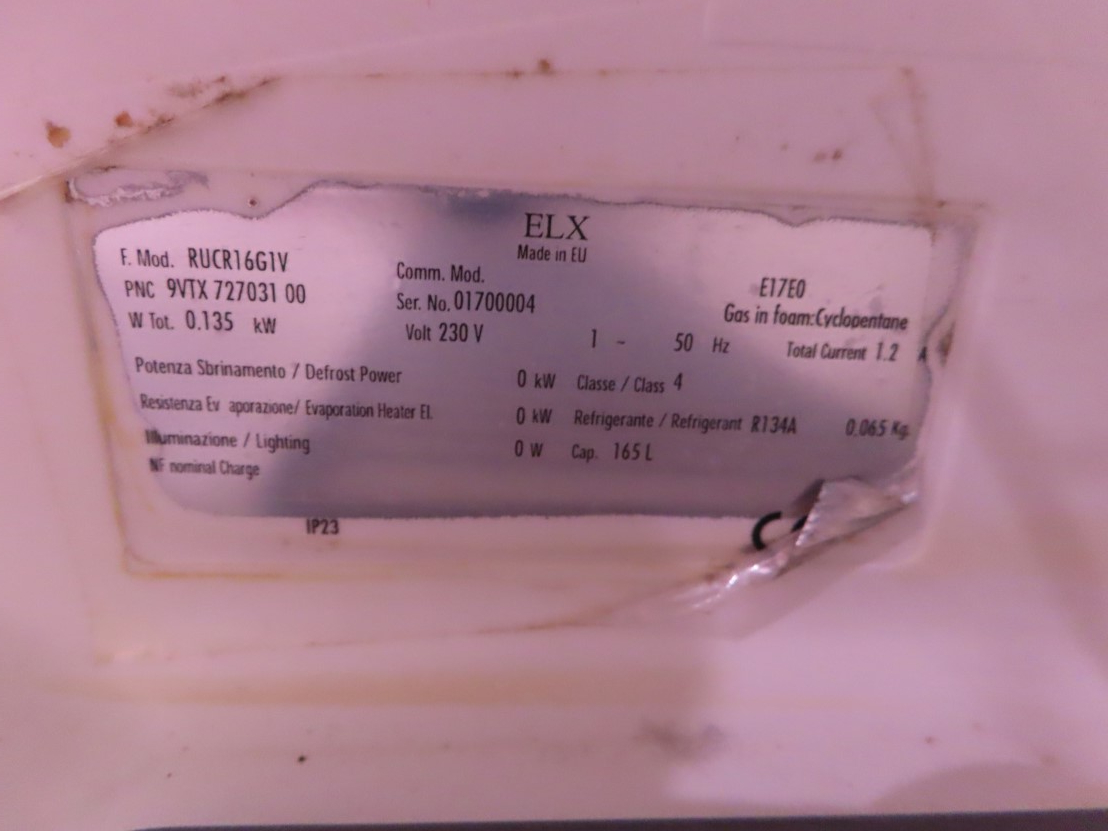 ELX
Made in EU
F. Mod. RUCR16G1V
Comm. Mod.
E17E0
PNC 9VTX 727031 00
Ser. No. 01700004
Gas in foam:Cyclopentane
W Tot. 0.135 kW
Volt 230 V 1 ~ 50 Hz Total Current 1.2 A
Potenza Sbrinamento / Defrost Power 0 kW Classe / Class 4
Resistenza Ev aporazione/ Evaporation Heater El. 0 kW Refrigerante / Refrigerant R134A 0.065 Kg.
Illuminazione / Lighting 0 W Cap. 165 L
NF nominal Charge
IP23